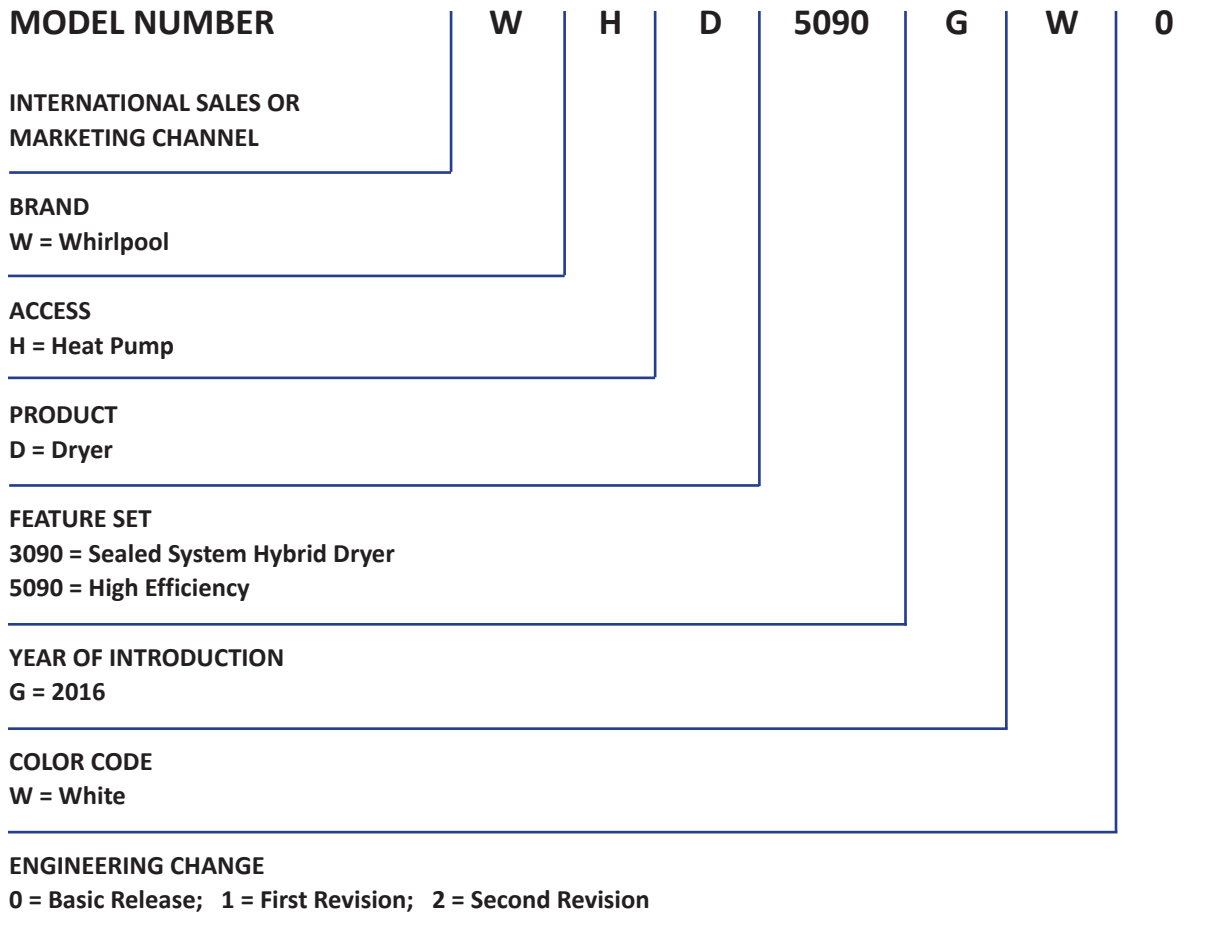 MODEL NUMBER W H D 5090 G W 0
INTERNATIONAL SALES OR
MARKETING CHANNEL
BRAND
W = Whirlpool
ACCESS
H = Heat Pump
PRODUCT
D = Dryer
FEATURE SET
3090 = Sealed System Hybrid Dryer
5090 = High Efficiency
YEAR OF INTRODUCTION
G = 2016
COLOR CODE
W = White
ENGINEERING CHANGE
0 = Basic Release; 1 = First Revision; 2 = Second Revision